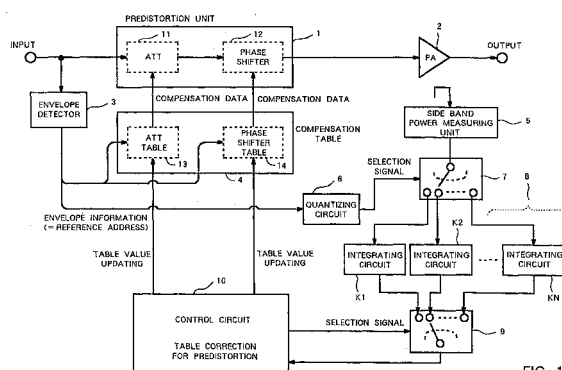 PREDISTORTION UNIT
INPUT
11
ATT
12
PHASE
SHIFTER
1
2
PA
OUTPUT
ENVELOPE
DETECTOR
3
COMPENSATION DATA
COMPENSATION DATA
ATT
TABLE
13
PHASE
SHIFTER
TABLE
14
COMPENSATION
TABLE
4
SIDE BAND
POWER MEASURING
UNIT
5
SELECTION
SIGNAL
6
QUANTIZING
CIRCUIT
7
8
ENVELOPE INFORMATION
(= REFERENCE ADDRESS)
TABLE VALUE
UPDATING
TABLE VALUE
UPDATING
INTEGRATING
CIRCUIT
K1
K2
INTEGRATING
CIRCUIT
INTEGRATING
CIRCUIT
KN
10
CONTROL CIRCUIT
TABLE CORRECTION
FOR PREDISTORTION
SELECTION SIGNAL
9